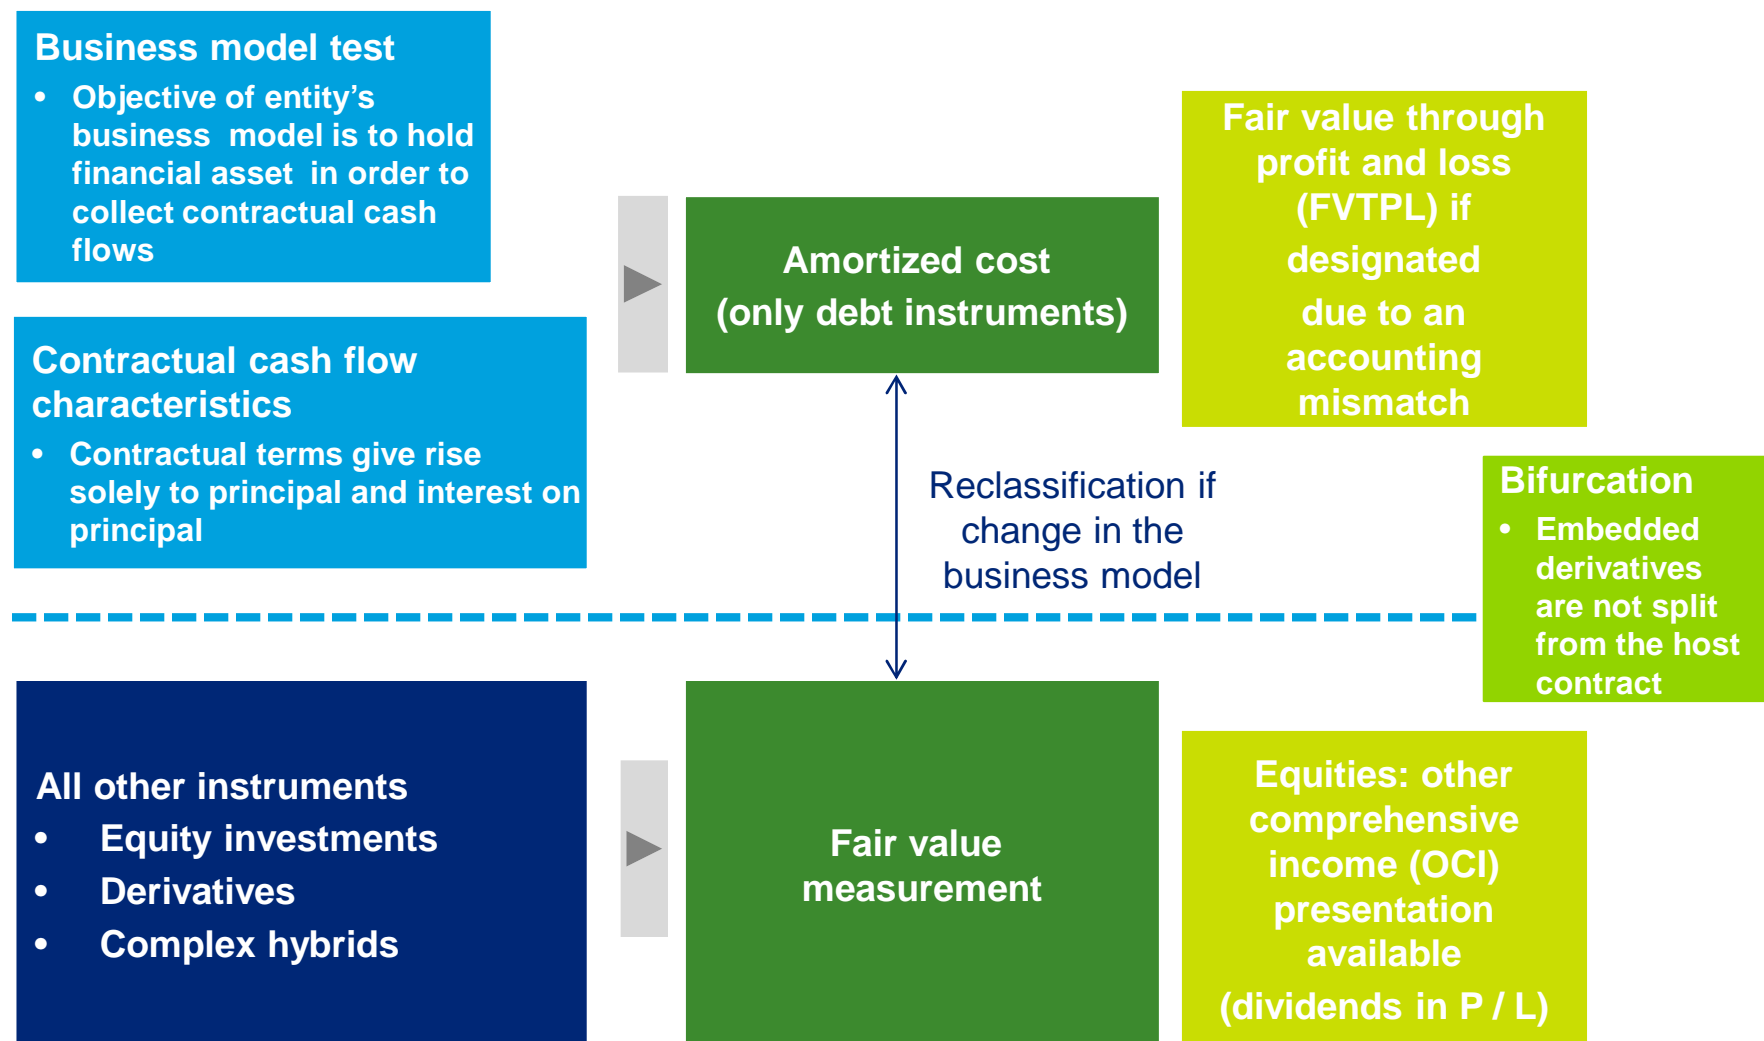 Business model test
• Objective of entity’s
business model is to hold
financial asset in order to
collect contractual cash
flows
Contractual cash flow
characteristics
• Contractual terms give rise
solely to principal and interest on
principal
Amortized cost
(only debt instruments)
Fair value through
profit and loss
(FVTPL) if
designated
due to an
accounting
mismatch
Reclassification if
change in the
business model
Bifurcation
• Embedded
derivatives
are not split
from the host
contract
All other instruments
• Equity investments
• Derivatives
• Complex hybrids
Fair value
measurement
Equities: other
comprehensive
income (OCI)
presentation
available
(dividends in P / L)